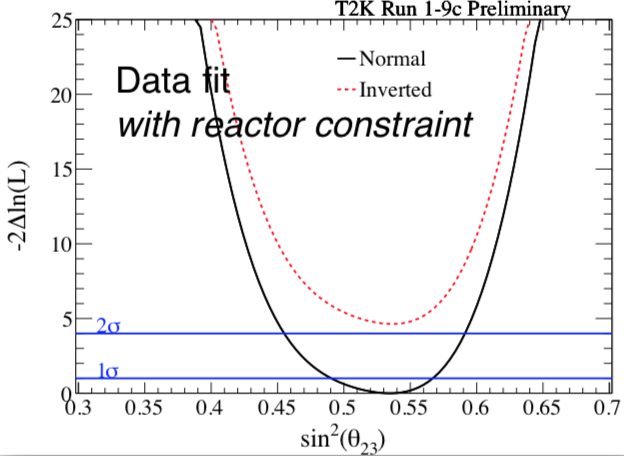 T2K Run 1-9c Preliminary
25
20
15
10
5
0
-2Δln(L)
Data fit
with reactor constraint
Normal
Inverted
2σ
1σ
0.3 0.35 0.4 0.45 0.5 0.55 0.6 0.65 0.7
sin²(θ₂₃)